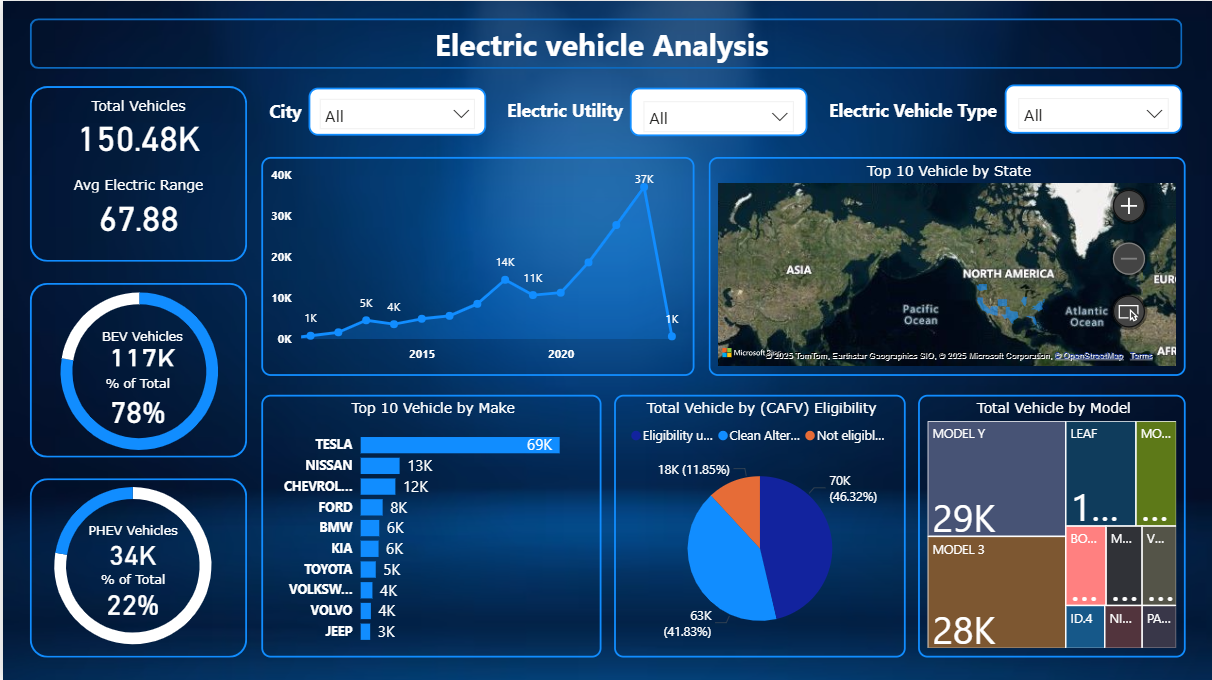 Electric vehicle Analysis
Total Vehicles
150.48K
Avg Electric Range
67.88
City
All
Electric Utility
All
Electric Vehicle Type
All
40K
30K
20K
10K
0K
1K
5K
4K
14K
11K
37K
1K
2015
2020
Top 10 Vehicle by State
ASIA
NORTH AMERICA
EUR
Pacific
Ocean
Atlantic
Ocean
AFR
© 2025 TomTom, Earthstar Geographics SIO, © 2025 Microsoft Corporation, © OpenStreetMap Terms
BEV Vehicles
117K
% of Total
78%
PHEV Vehicles
34K
% of Total
22%
Top 10 Vehicle by Make
TESLA 69K
NISSAN 13K
CHEVROL... 12K
FORD 8K
BMW 6K
KIA 6K
TOYOTA 5K
VOLKSW... 4K
VOLVO 4K
JEEP 3K
Total Vehicle by (CAFV) Eligibility
Eligibility u... Clean Alter... Not eligibl...
18K (11.85%)
70K
(46.32%)
63K
(41.83%)
Total Vehicle by Model
MODEL Y
29K
MODEL 3
28K
LEAF
1...
MO...
...
BO...
...
M...
...
V...
...
ID.4
NI...
PA...